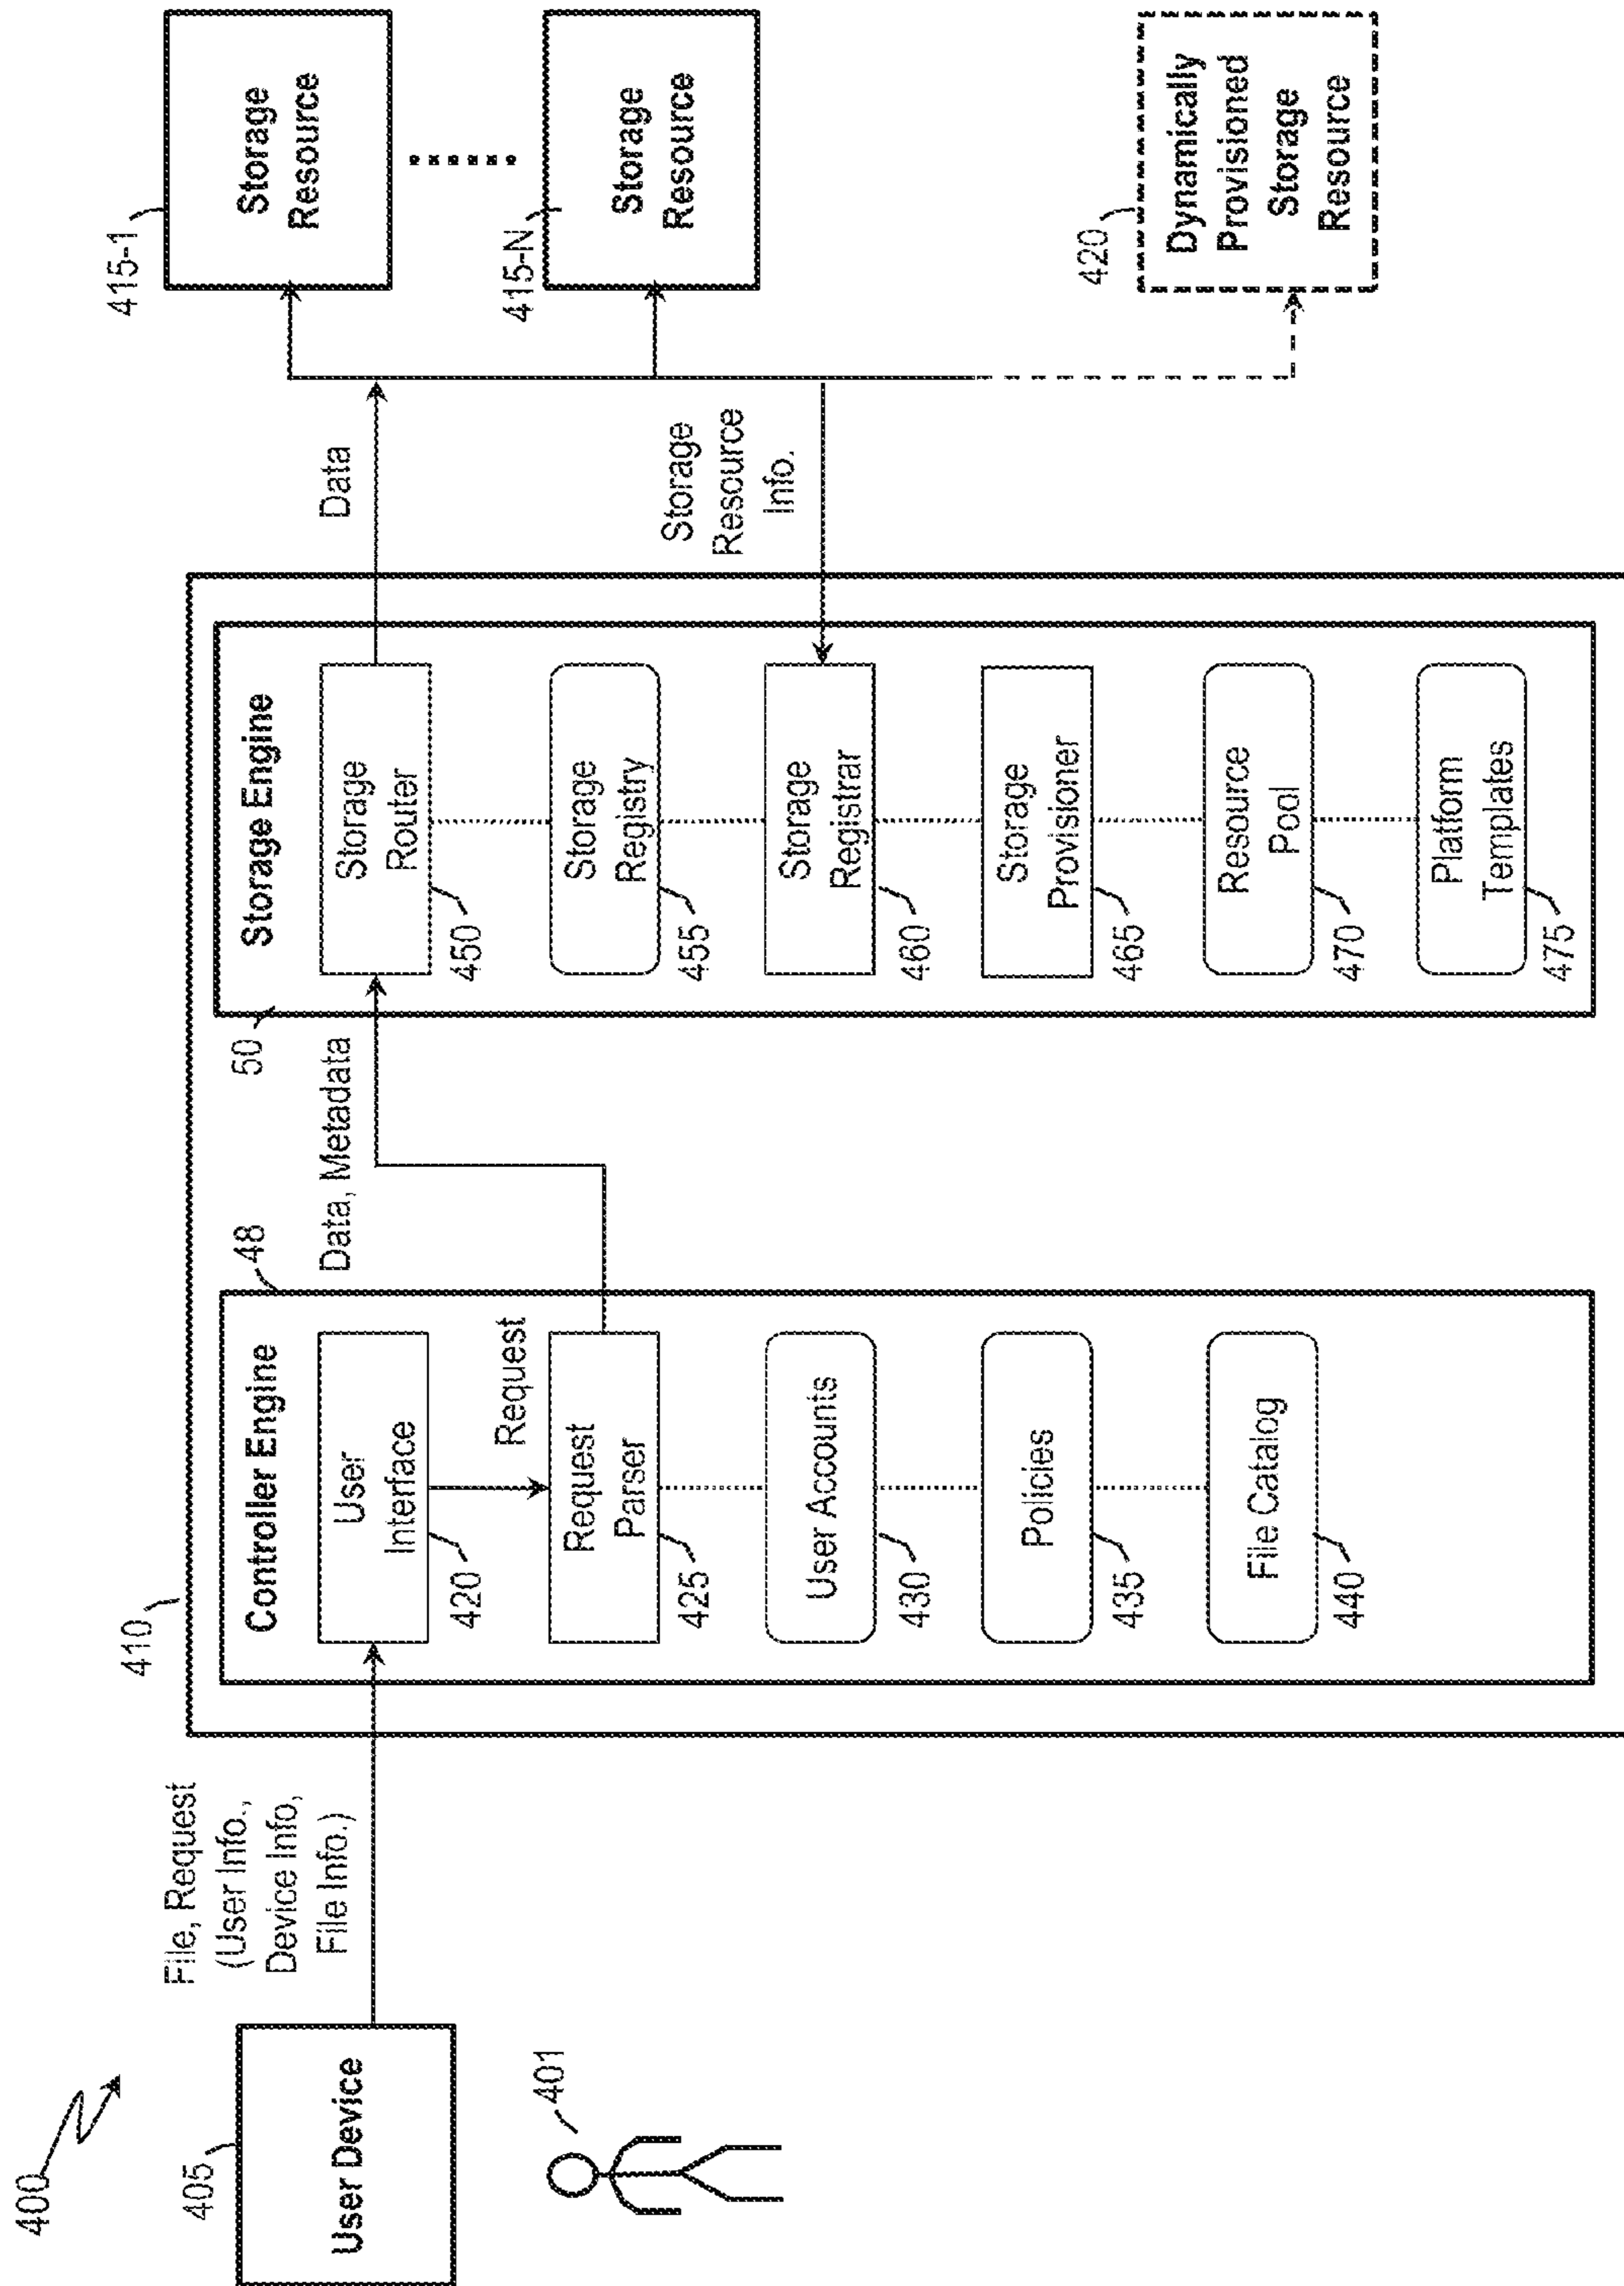 400
405
User Device
401
File, Request
(User Info.,
Device Info,
File Info.)
410
48
Controller Engine
User
Interface
420
Request
Request
Parser
425
User Accounts
430
Policies
435
File Catalog
440
Data, Metadata
50
Storage Engine
Storage
Router
450
Storage
Registry
455
Storage
Registrar
460
Storage
Provisioner
465
Resource
Pool
470
Platform
Templates
475
Data
Storage
Resource
Info.
415-1
Storage
Resource
415-N
Storage
Resource
420
Dynamically
Provisioned
Storage
Resource